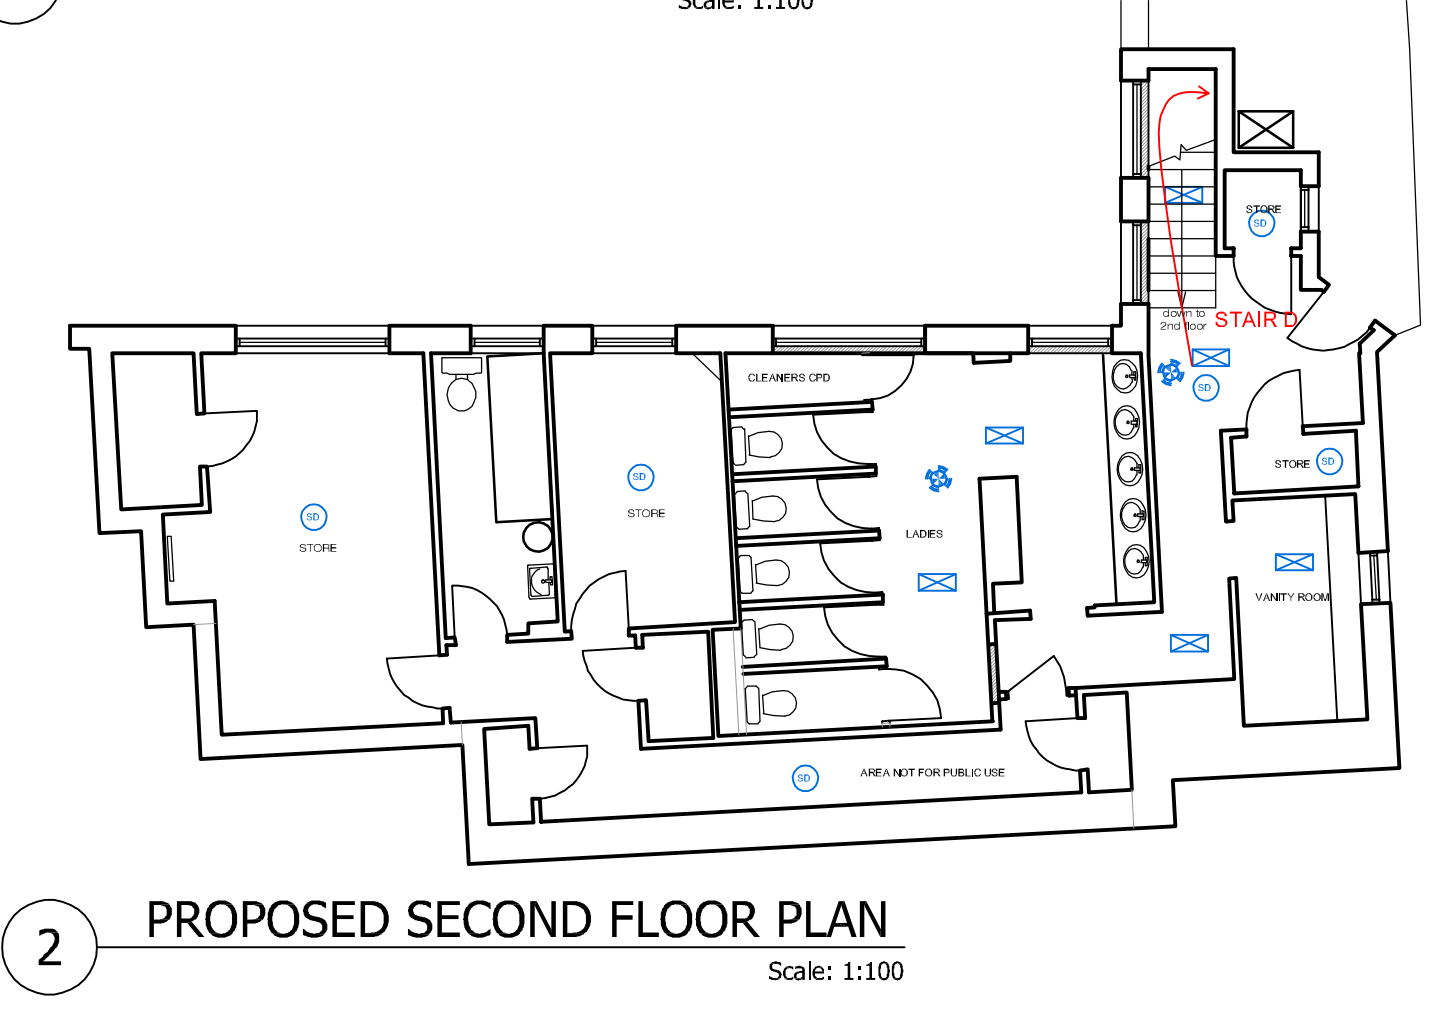 Scale: 1:100
STORE
SD
down to
2nd floor
STAIR D
CLEANERS CPD
SD
STORE
SD
SD
STORE
SD
STORE
LADIES
VANITY ROOM
SD
AREA NOT FOR PUBLIC USE
2
PROPOSED SECOND FLOOR PLAN
Scale: 1:100